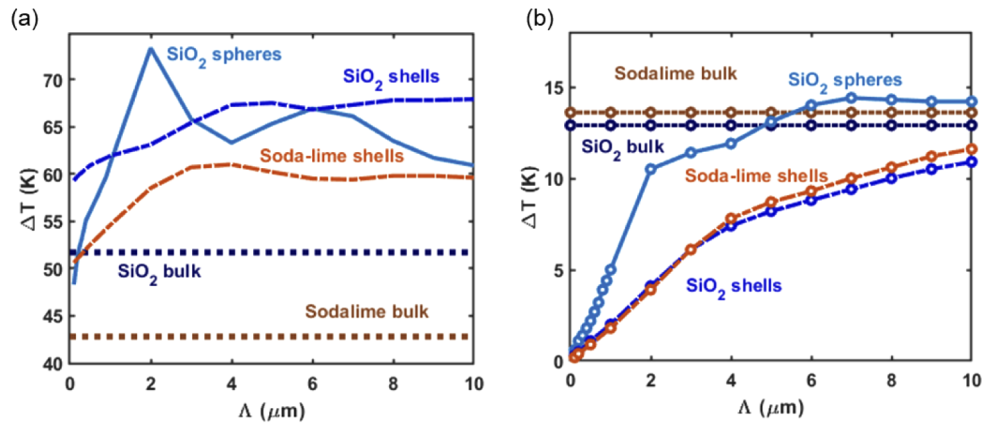 (a)
SiO2 spheres
SiO2 shells
Soda-lime shells
SiO2 bulk
Sodalime bulk
ΔT (K)
75
70
65
60
55
50
45
40
0 2 4 6 8 10
Λ (μm)
(b)
Sodalime bulk
SiO2 spheres
SiO2 bulk
Soda-lime shells
SiO2 shells
ΔT (K)
15
10
5
0
0 2 4 6 8 10
Λ (μm)